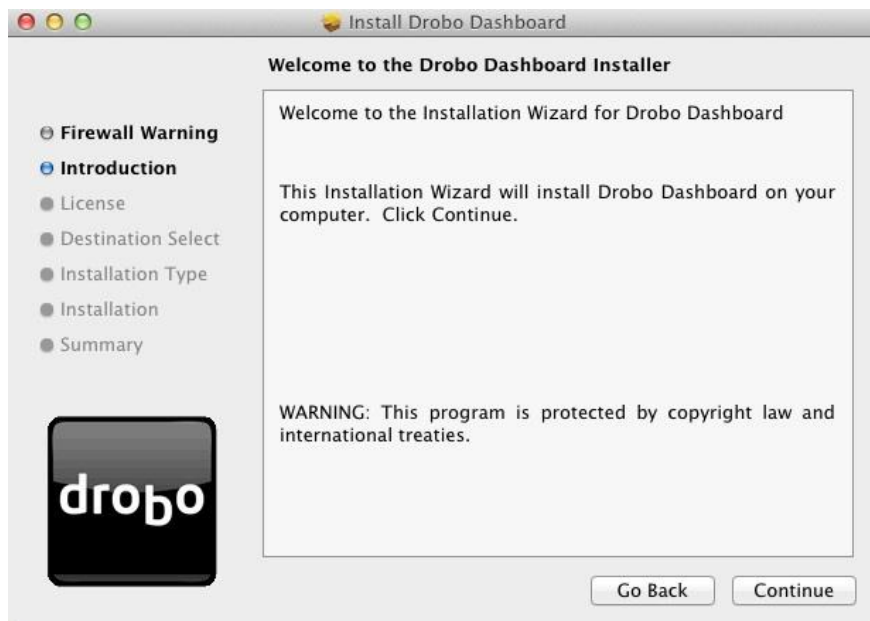 Install Drobo Dashboard
Welcome to the Drobo Dashboard Installer
Firewall Warning
Introduction
License
Destination Select
Installation Type
Installation
Summary
Welcome to the Installation Wizard for Drobo Dashboard
This Installation Wizard will install Drobo Dashboard on your
computer. Click Continue.
WARNING: This program is protected by copyright law and
international treaties.
drobo
Go Back
Continue